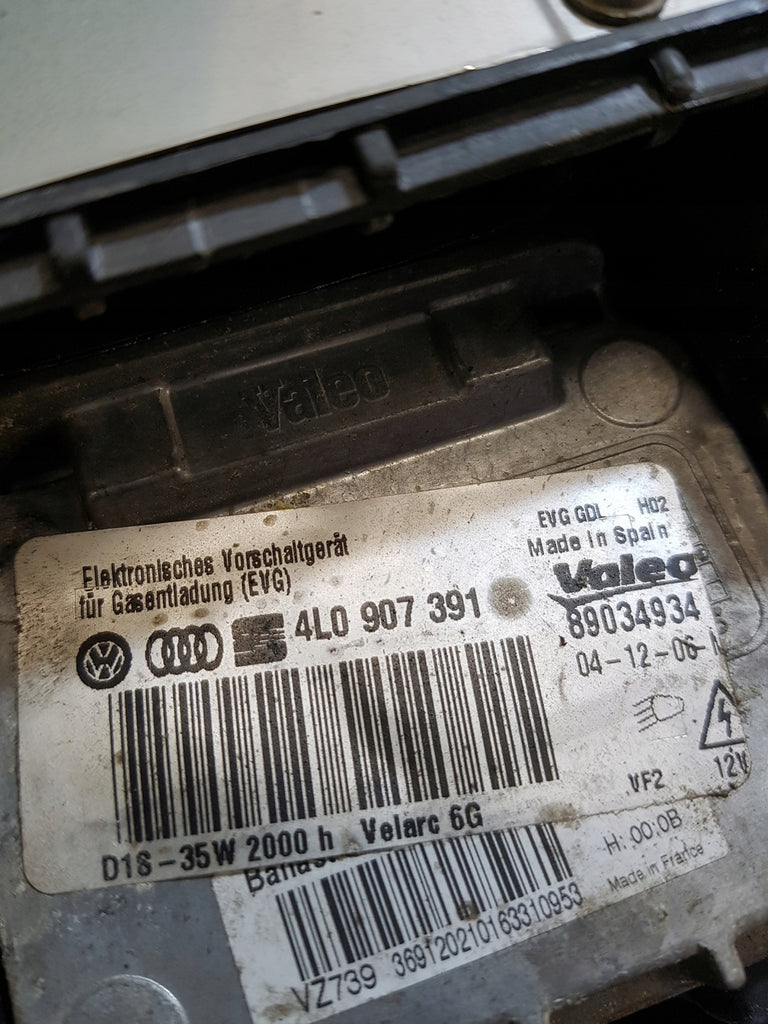 Valeo
Elektronisches Vorschaltgerät
für Gasentladung (EVG)
4L0 907 391
EVG GDL H02
Made in Spain
Valeo
89034934
04-12-06
VF2
12V
D1S-35W 2000 h Velarc 6G
H: 00:0B
Made in France
VZ739 369120210163310953